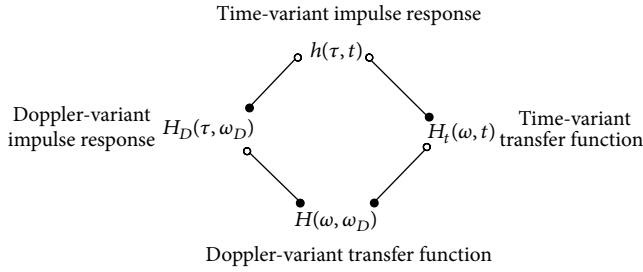 Time-variant impulse response
h(τ, t)
Doppler-variant
impulse response
H_D(τ, ω_D)
H_t(ω, t)
Time-variant
transfer function
H(ω, ω_D)
Doppler-variant transfer function